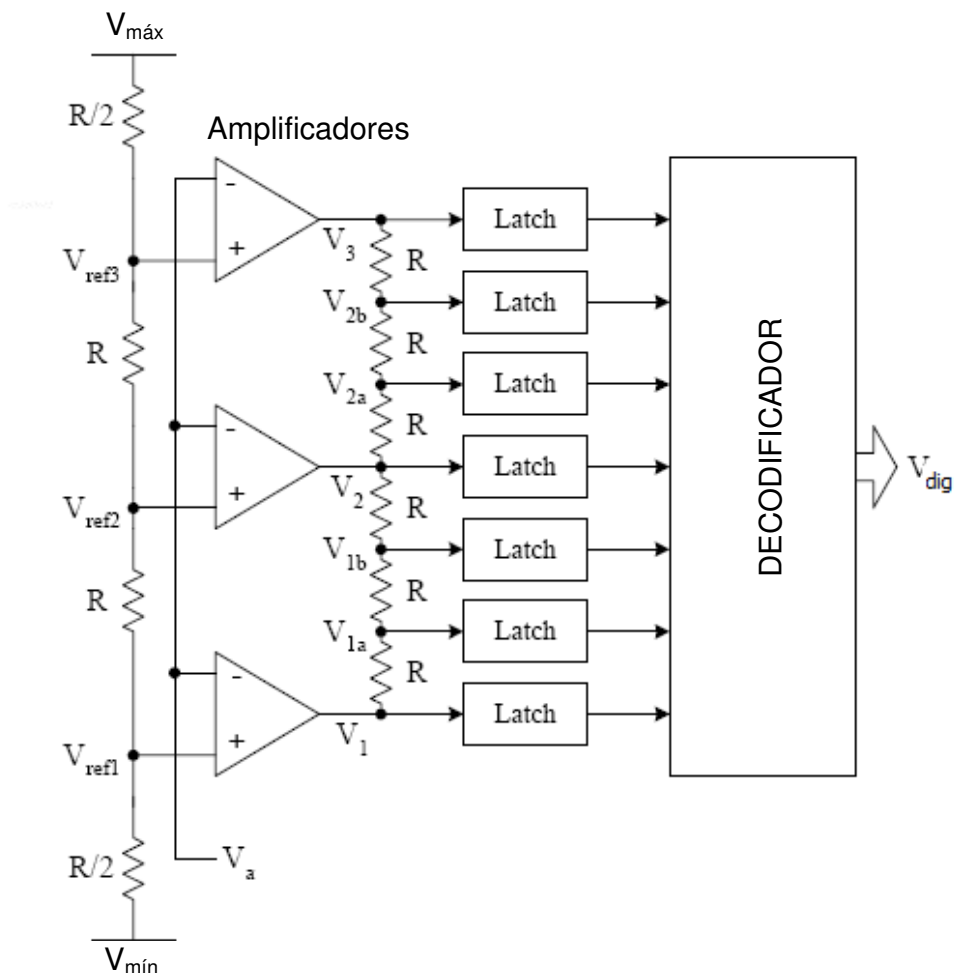 Vmáx
R/2
Amplificadores
-
+
Vref3
V3
R
Latch
V2b
Latch
R
R
V2a
Latch
R
-
+
Vref2
V2
Latch
R
V1b
Latch
R
R
V1a
Latch
R
-
+
Vref1
V1
Latch
R/2
Va
Vmín
DECODIFICADOR
Vdig